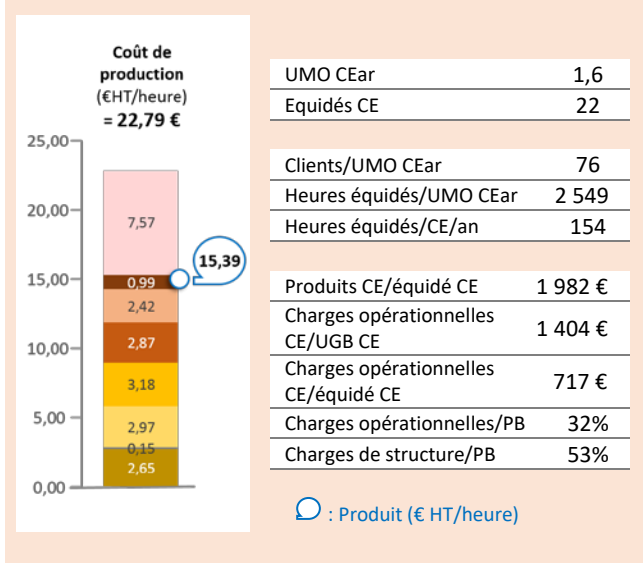 Coût de
production
(€HT/heure)
= 22,79 €
25,00
20,00
15,00
10,00
5,00
0,00
7,57
15,39
0,99
2,42
2,87
3,18
2,97
0,15
2,65
UMO CEar 1,6
Equidés CE 22
Clients/UMO CEar 76
Heures équidés/UMO CEar 2 549
Heures équidés/CE/an 154
Produits CE/équidé CE 1 982 €
Charges opérationnelles
CE/UGB CE 1 404 €
Charges opérationnelles
CE/équidé CE 717 €
Charges opérationnelles/PB 32%
Charges de structure/PB 53%
: Produit (€ HT/heure)